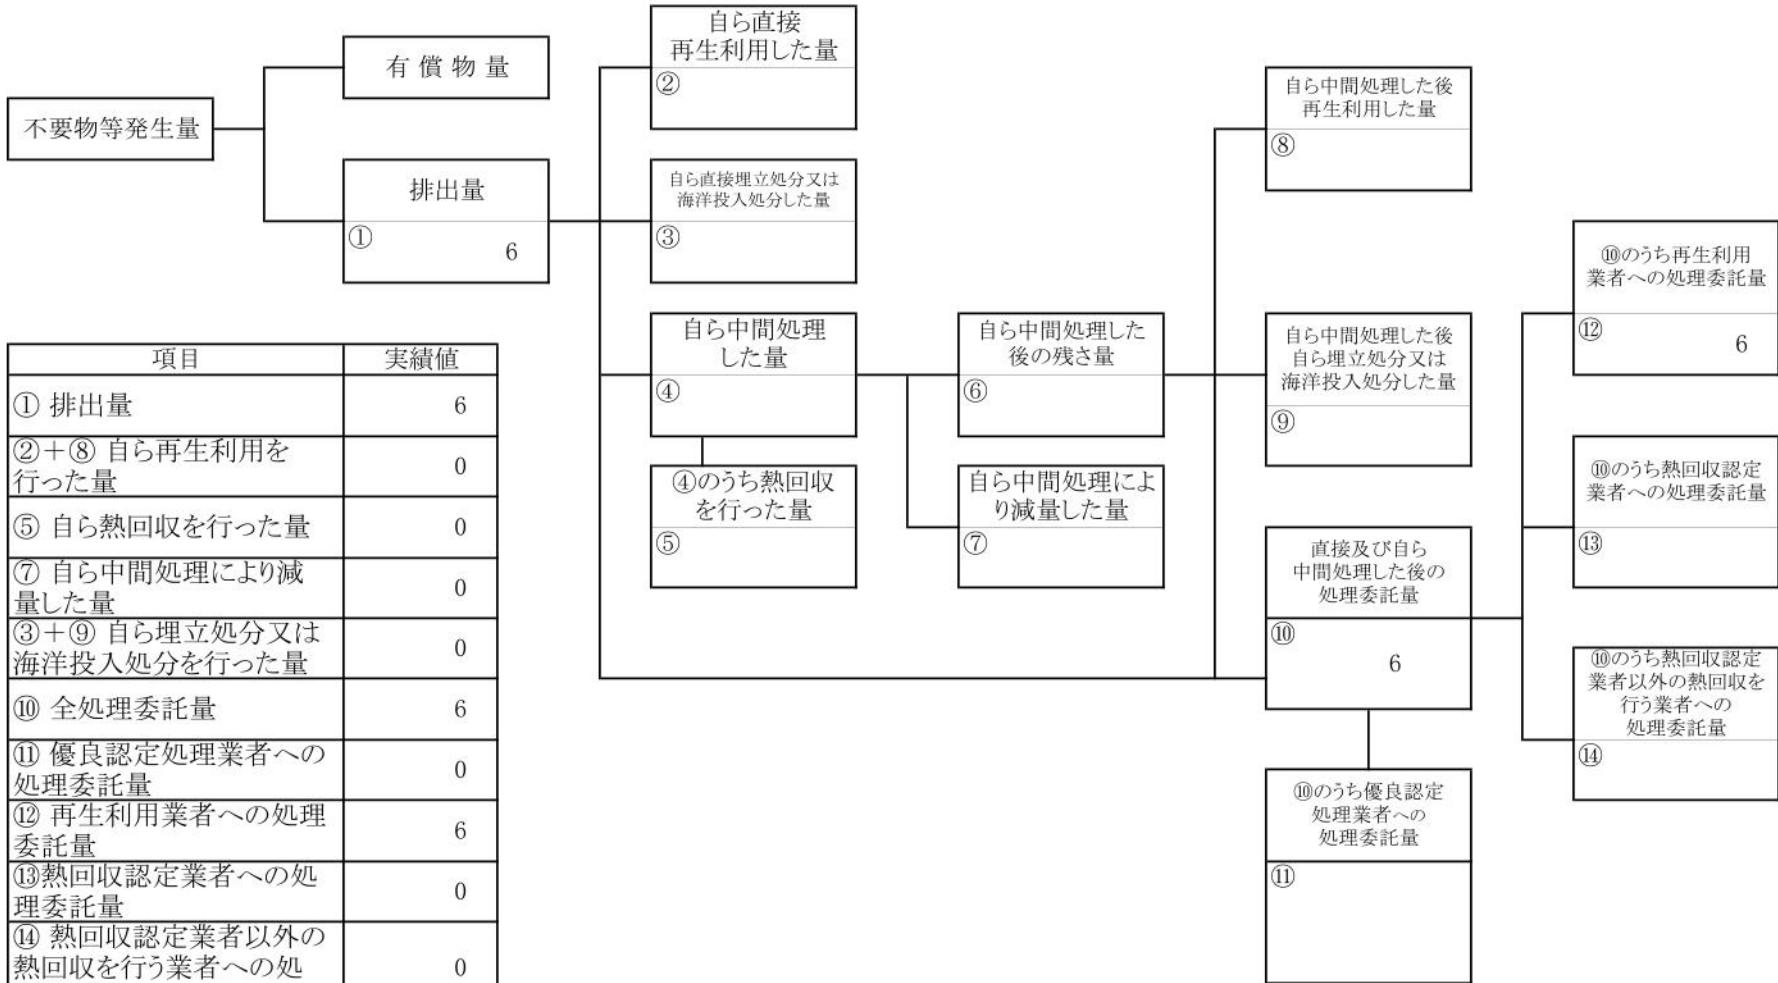 不要物等発生量
有 償 物 量
排出量
①
6
自ら直接
再生利用した量
②
自ら直接埋立処分又は
海洋投入処分した量
③
自ら中間処理
した量
④
④のうち熱回収
を行った量
⑤
自ら中間処理した
後の残さ量
⑥
自ら中間処理によ
り減量した量
⑦
自ら中間処理した後
再生利用した量
⑧
自ら中間処理した後
自ら埋立処分又は
海洋投入処分した量
⑨
直接及び自ら
中間処理した後の
処理委託量
⑩
6
⑩のうち優良認定
処理業者への
処理委託量
⑪
⑩のうち再生利用
業者への処理委託量
⑫
6
⑩のうち熱回収認定
業者への処理委託量
⑬
⑩のうち熱回収認定
業者以外の熱回収を
行う業者への
処理委託量
⑭
項目 実績値
① 排出量 6
②+⑧ 自ら再生利用を
行った量 0
⑤ 自ら熱回収を行った量 0
⑦ 自ら中間処理により減
量した量 0
③+⑨ 自ら埋立処分又は
海洋投入処分を行った量 0
⑩ 全処理委託量 6
⑪ 優良認定処理業者への
処理委託量 0
⑫ 再生利用業者への処理
委託量 6
⑬熱回収認定業者への処
理委託量 0
⑭ 熱回収認定業者以外の
熱回収を行う業者への処 0